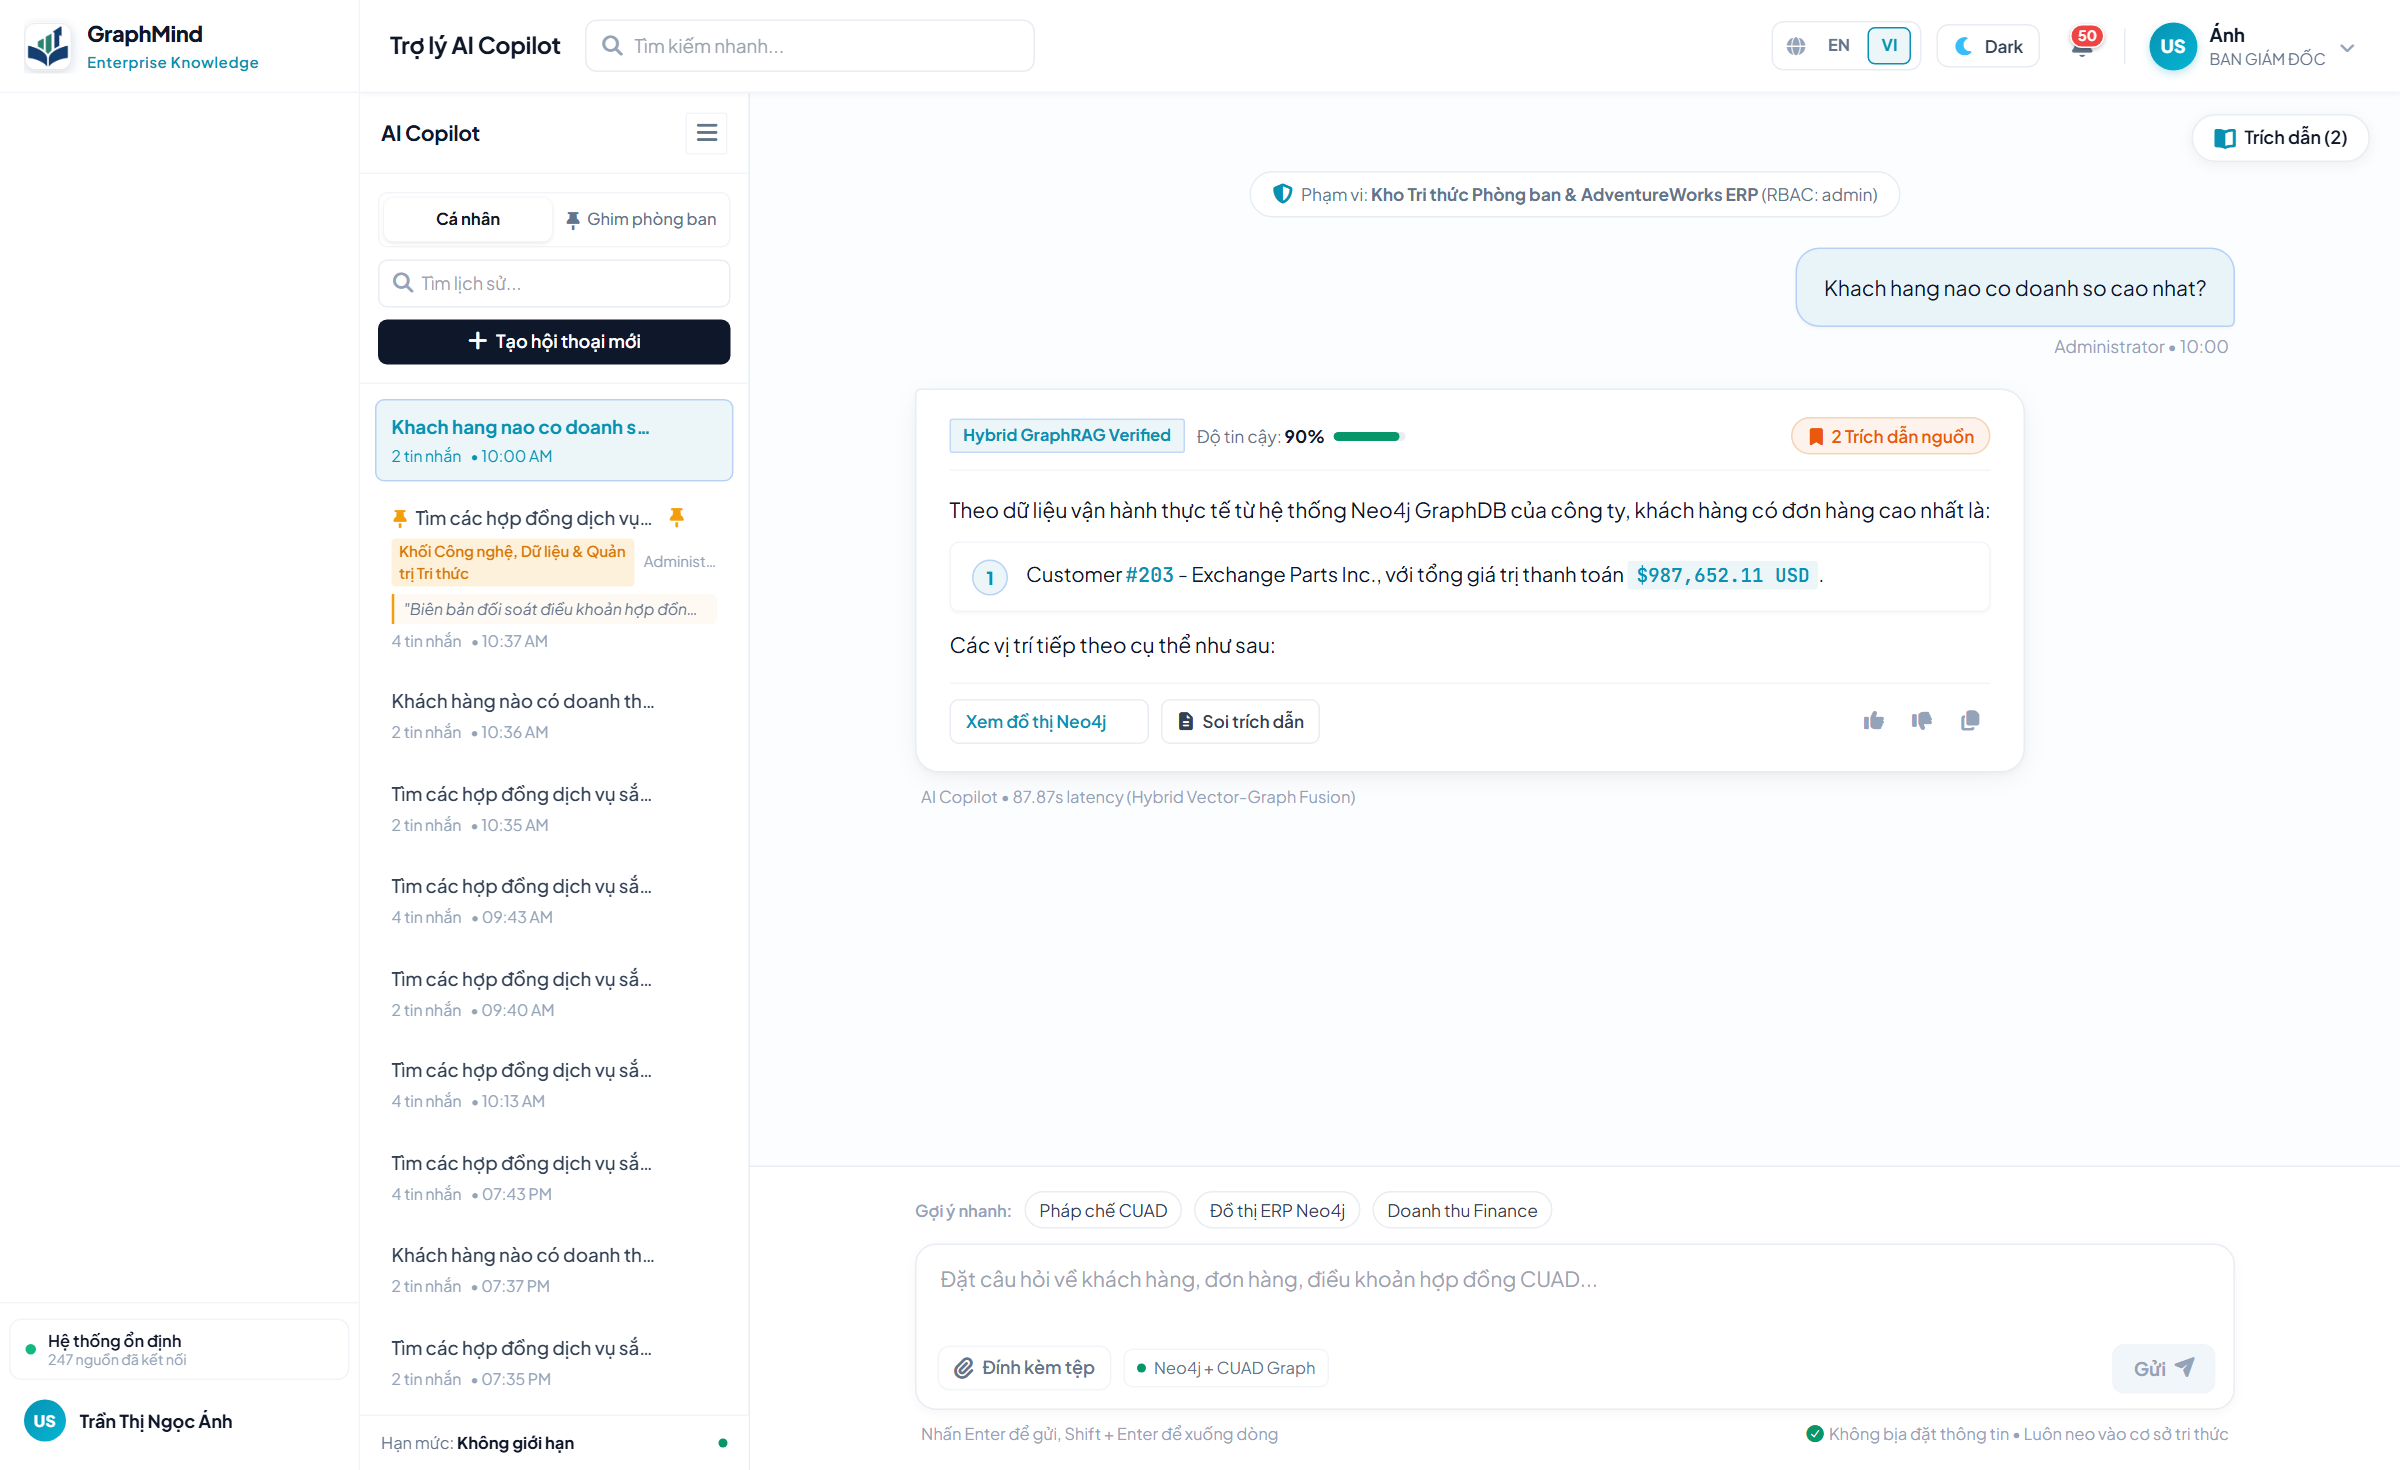 GraphMind
Enterprise Knowledge
Trợ lý AI Copilot
Tìm kiếm nhanh...
EN
VI
Dark
50
US
Ánh
BAN GIÁM ĐỐC
AI Copilot
Cá nhân
Ghim phòng ban
Tìm lịch sử...
Tạo hội thoại mới
Khach hang nao co doanh s...
2 tin nhắn • 10:00 AM
Tìm các hợp đồng dịch vụ...
Khối Công nghệ, Dữ liệu & Quản
trị Tri thức
Administ...
"Biên bản đối soát điều khoản hợp đồn...
4 tin nhắn • 10:37 AM
Khách hàng nào có doanh th...
2 tin nhắn • 10:36 AM
Tìm các hợp đồng dịch vụ sắ...
2 tin nhắn • 10:35 AM
Tìm các hợp đồng dịch vụ sắ...
4 tin nhắn • 09:43 AM
Tìm các hợp đồng dịch vụ sắ...
2 tin nhắn • 09:40 AM
Tìm các hợp đồng dịch vụ sắ...
4 tin nhắn • 10:13 AM
Tìm các hợp đồng dịch vụ sắ...
4 tin nhắn • 07:43 PM
Khách hàng nào có doanh th...
2 tin nhắn • 07:37 PM
Tìm các hợp đồng dịch vụ sắ...
2 tin nhắn • 07:35 PM
Hạn mức: Không giới hạn
Hệ thống ổn định
247 nguồn đã kết nối
US
Trần Thị Ngọc Ánh
Trích dẫn (2)
Phạm vi: Kho Tri thức Phòng ban & AdventureWorks ERP (RBAC: admin)
Khach hang nao co doanh so cao nhat?
Administrator • 10:00
Hybrid GraphRAG Verified
Độ tin cậy: 90%
2 Trích dẫn nguồn
Theo dữ liệu vận hành thực tế từ hệ thống Neo4j GraphDB của công ty, khách hàng có đơn hàng cao nhất là:
1
Customer #203 - Exchange Parts Inc., với tổng giá trị thanh toán $987,652.11 USD .
Các vị trí tiếp theo cụ thể như sau:
Xem đồ thị Neo4j
Soi trích dẫn
AI Copilot • 87.87s latency (Hybrid Vector-Graph Fusion)
Gợi ý nhanh:
Pháp chế CUAD
Đồ thị ERP Neo4j
Doanh thu Finance
Đặt câu hỏi về khách hàng, đơn hàng, điều khoản hợp đồng CUAD...
Đính kèm tệp
Neo4j + CUAD Graph
Gửi
Nhấn Enter để gửi, Shift + Enter để xuống dòng
Không bịa đặt thông tin • Luôn neo vào cơ sở tri thức